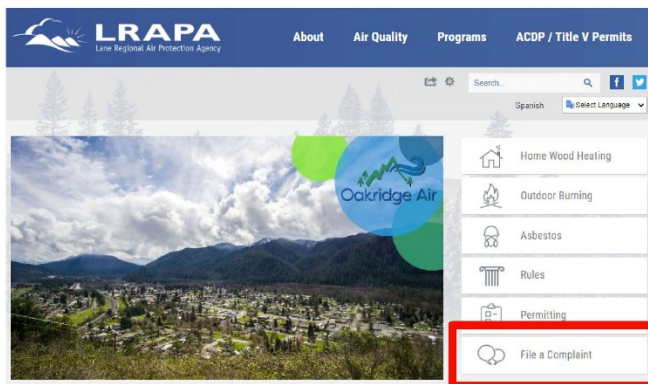 LRAPA
Lane Regional Air Protection Agency
About Air Quality Programs ACDP / Title V Permits
Search...
Spanish Select Language
Oakridge Air
Home Wood Heating
Outdoor Burning
Asbestos
Rules
Permitting
File a Complaint